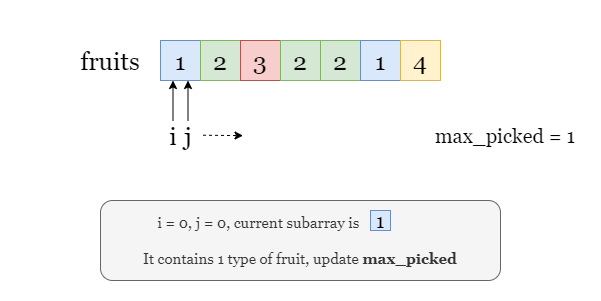 fruits 1 2 3 2 2 1 4
i j max_picked = 1
i = 0, j = 0, current subarray is 1
It contains 1 type of fruit, update max_picked